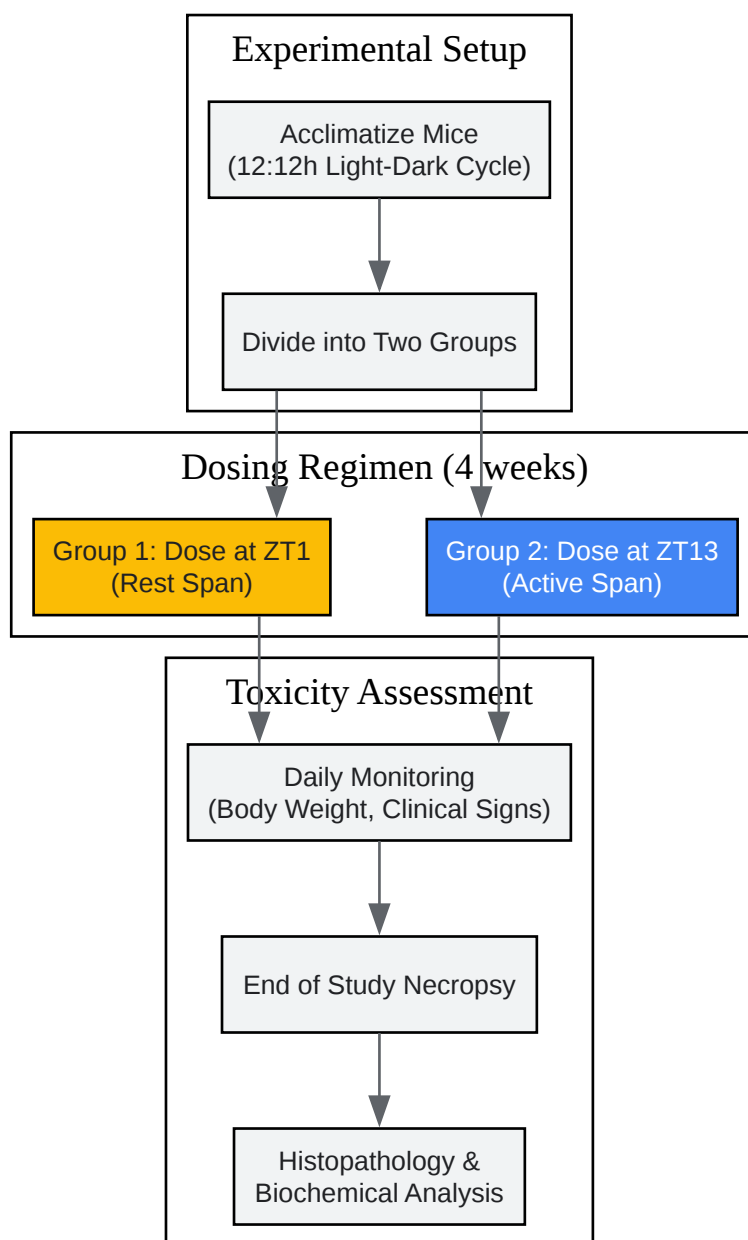 Experimental Setup
Acclimatize Mice
(12:12h Light-Dark Cycle)
Divide into Two Groups
Dosing Regimen (4 weeks)
Group 1: Dose at ZT1
(Rest Span)
Group 2: Dose at ZT13
(Active Span)
Toxicity Assessment
Daily Monitoring
(Body Weight, Clinical Signs)
End of Study Necropsy
Histopathology &
Biochemical Analysis